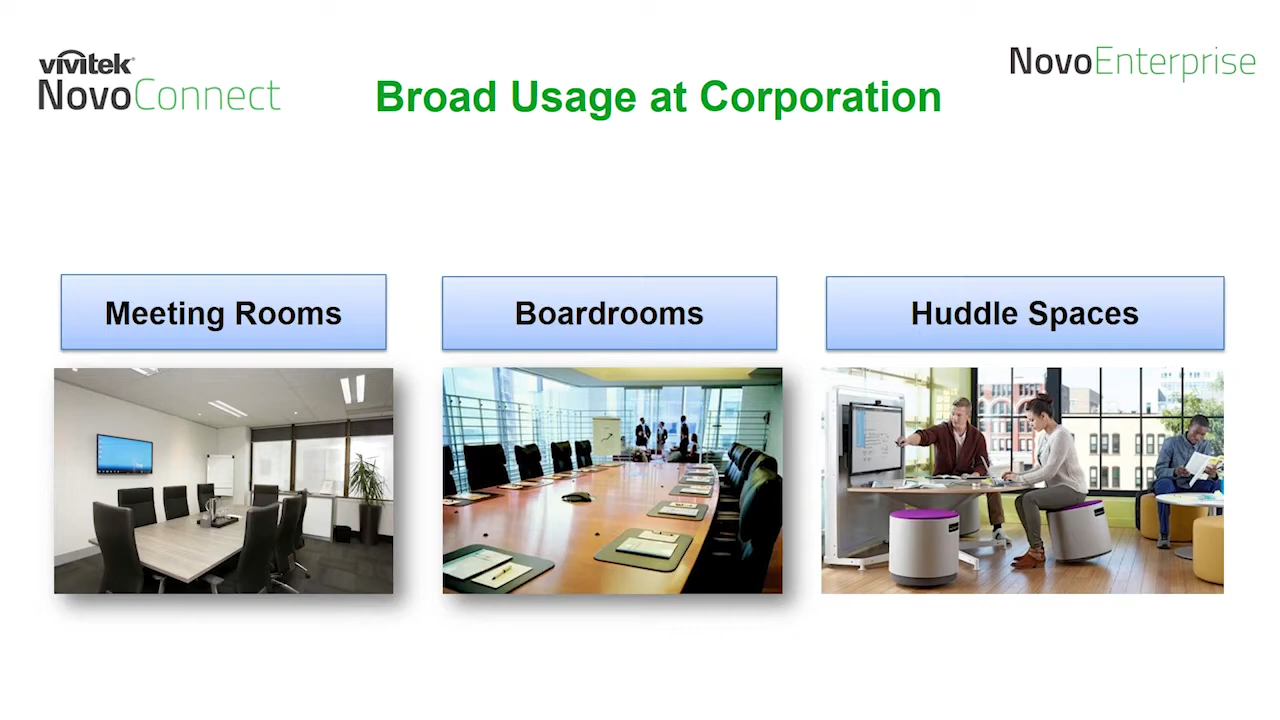 vivitek
NovoConnect
NovoEnterprise
Broad Usage at Corporation
Meeting Rooms
Boardrooms
Huddle Spaces